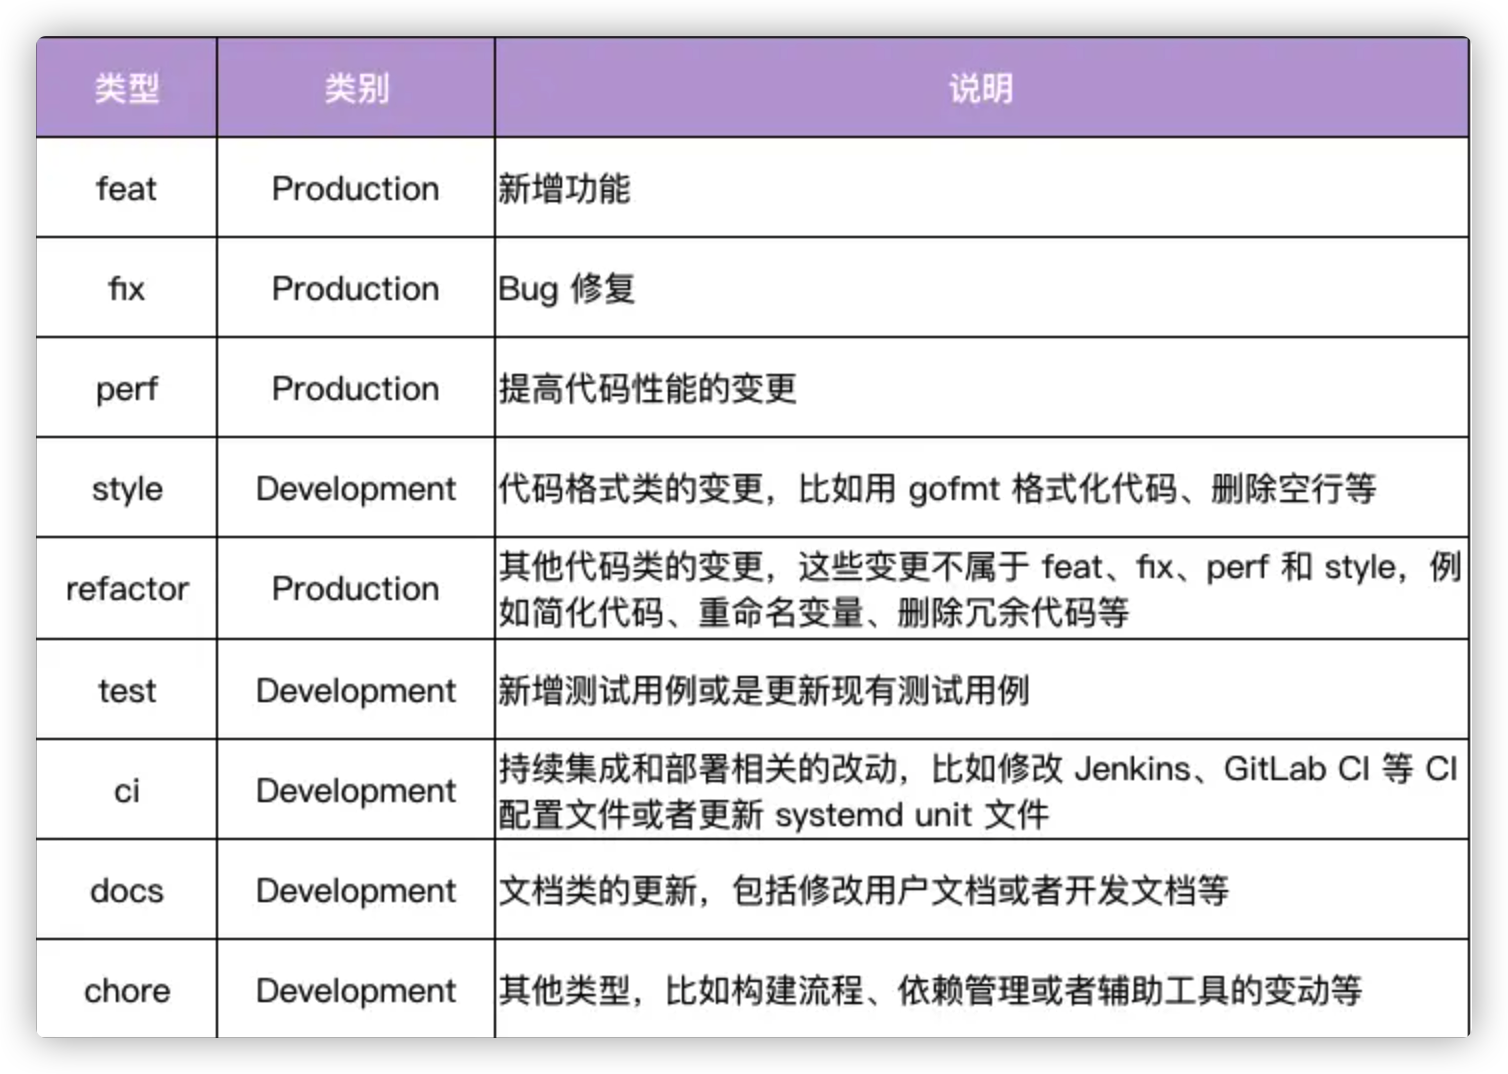 类型 类别 说明
feat Production 新增功能
fix Production Bug 修复
perf Production 提高代码性能的变更
style Development 代码格式类的变更，比如用 gofmt 格式化代码、删除空行等
refactor Production 其他代码类的变更，这些变更不属于 feat、fix、perf 和 style，例
如简化代码、重命名变量、删除冗余代码等
test Development 新增测试用例或是更新现有测试用例
ci Development 持续集成和部署相关的改动，比如修改 Jenkins、GitLab CI 等 CI
配置文件或者更新 systemd unit 文件
docs Development 文档类的更新，包括修改用户文档或者开发文档等
chore Development 其他类型，比如构建流程、依赖管理或者辅助工具的变动等